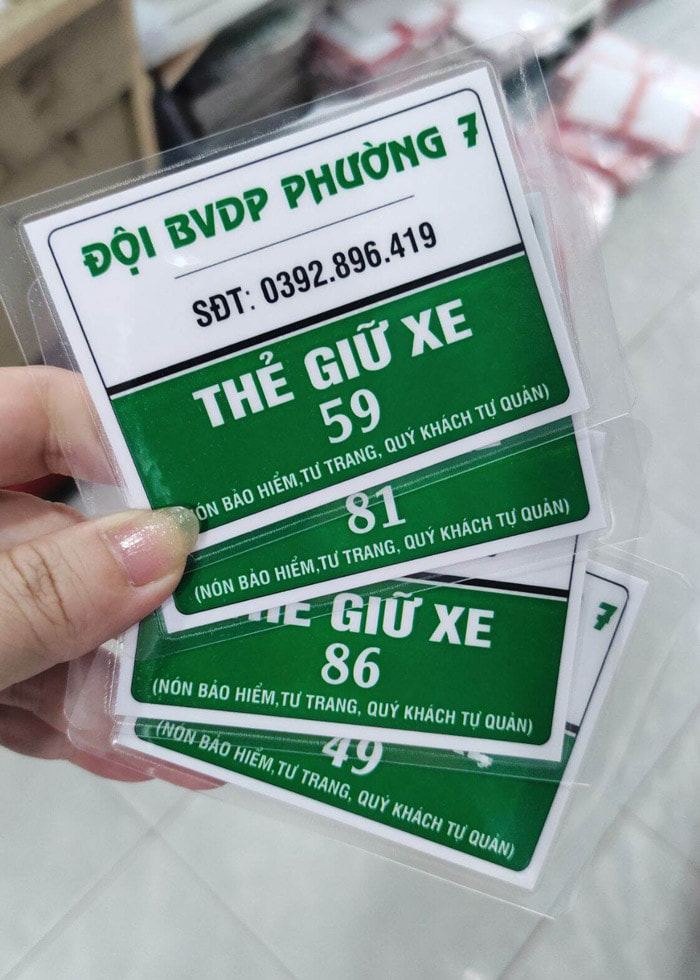 ĐỘI BVDP PHƯỜNG 7
SĐT: 0392.896.419
THẺ GIỮ XE
59
NÓN BẢO HIỂM,TƯ TRANG, QUÝ KHÁCH TỰ QUẢN)
81
(NÓN BẢO HIỂM,TƯ TRANG, QUÝ KHÁCH TỰ QUẢN)
THẺ GIỮ XE
86
(NÓN BẢO HIỂM,TƯ TRANG, QUÝ KHÁCH TỰ QUẢN)
7
49
(NÓN BẢO HIỂM,TƯ TRANG, QUÝ KHÁCH TỰ QUẢN)